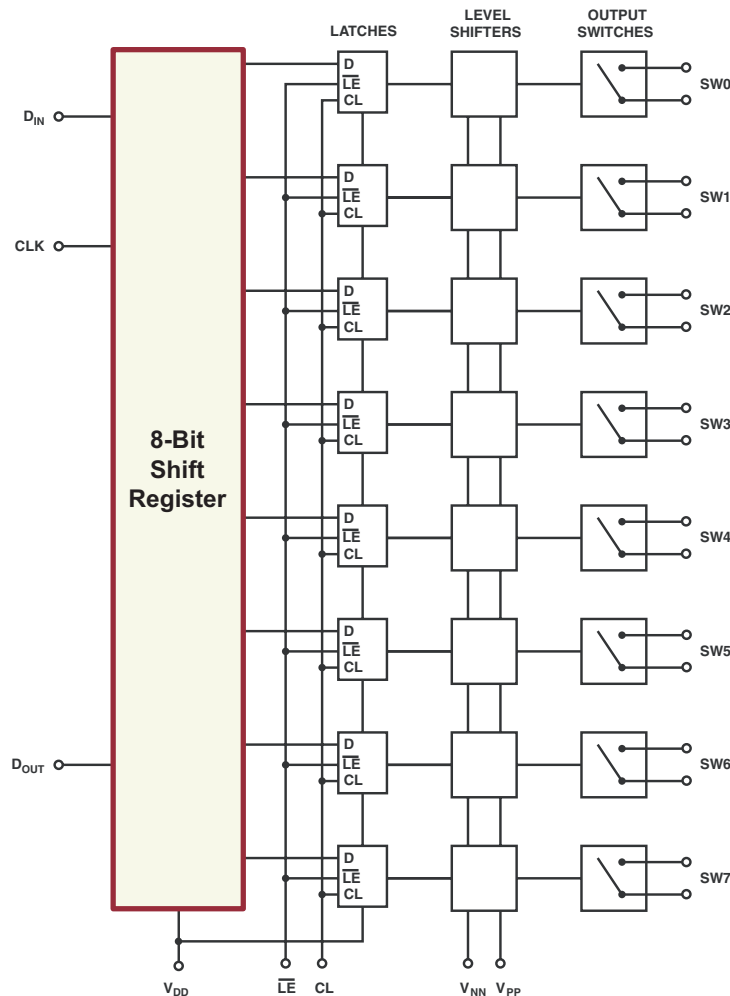 LATCHES
LEVEL
SHIFTERS
OUTPUT
SWITCHES
D
LE
CL
SW0
DIN
D
LE
CL
SW1
CLK
D
LE
CL
SW2
D
LE
CL
SW3
8-Bit
Shift
Register
D
LE
CL
SW4
D
LE
CL
SW5
D
LE
CL
SW6
DOUT
D
LE
CL
SW7
VDD
LE
CL
VNN
VPP